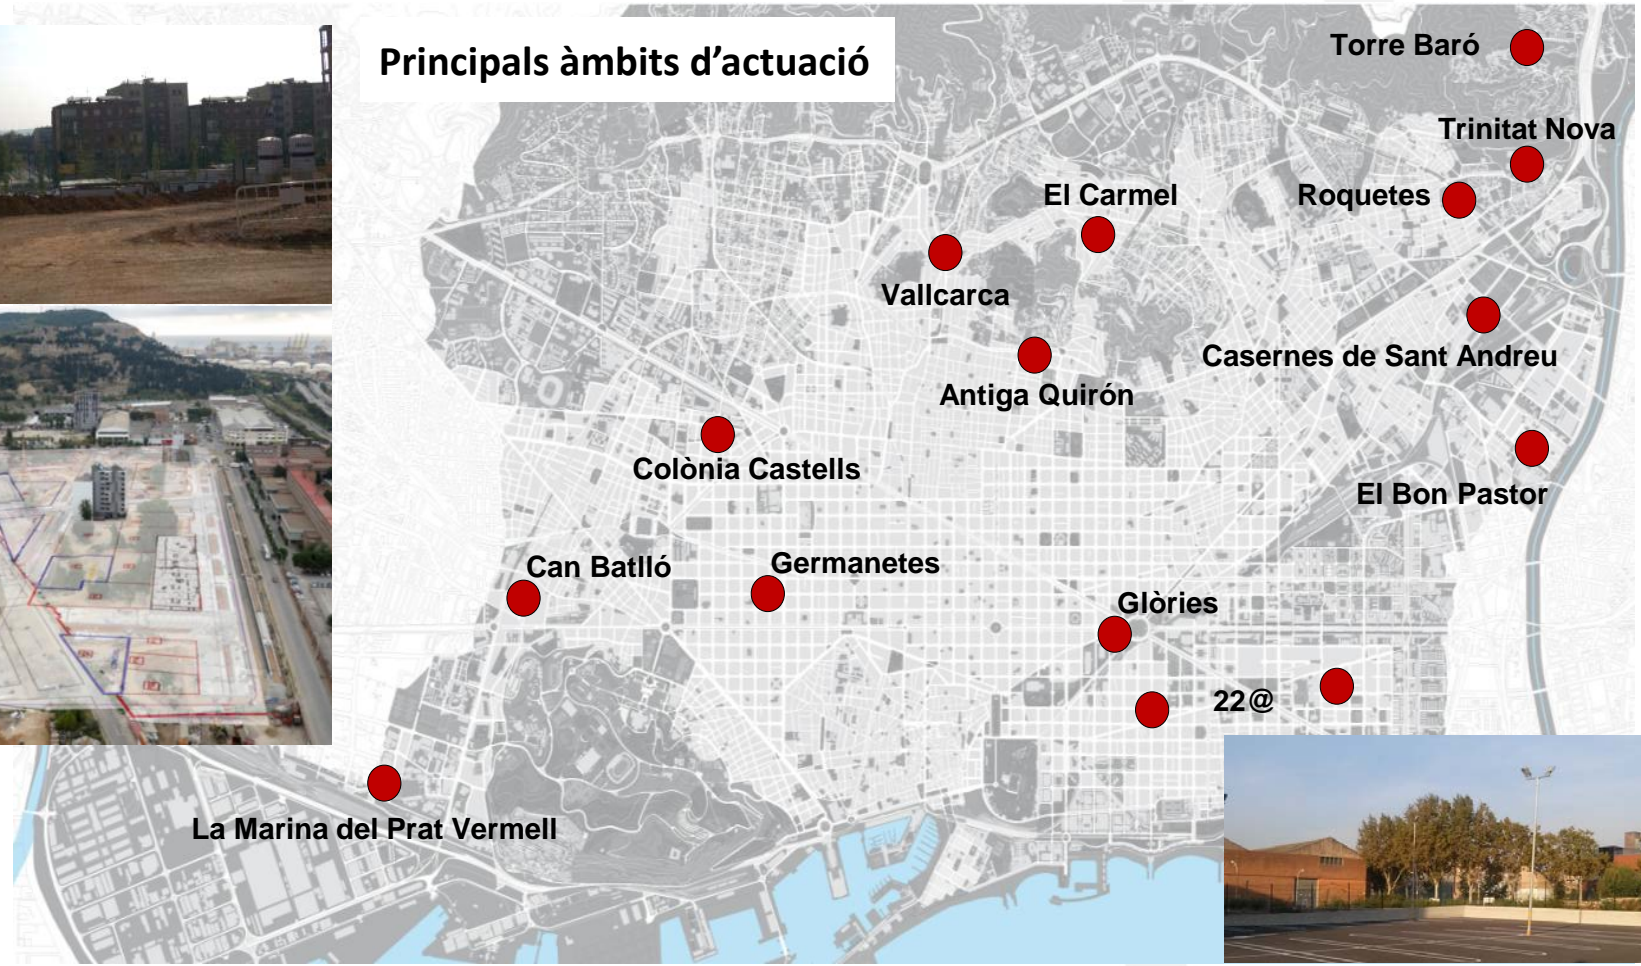 Principals àmbits d’actuació
Torre Baró
Trinitat Nova
El Carmel
Roquetes
Vallcarca
Casernes de Sant Andreu
Antiga Quirón
Colònia Castells
El Bon Pastor
Can Batlló
Germanetes
Glòries
22@
La Marina del Prat Vermell